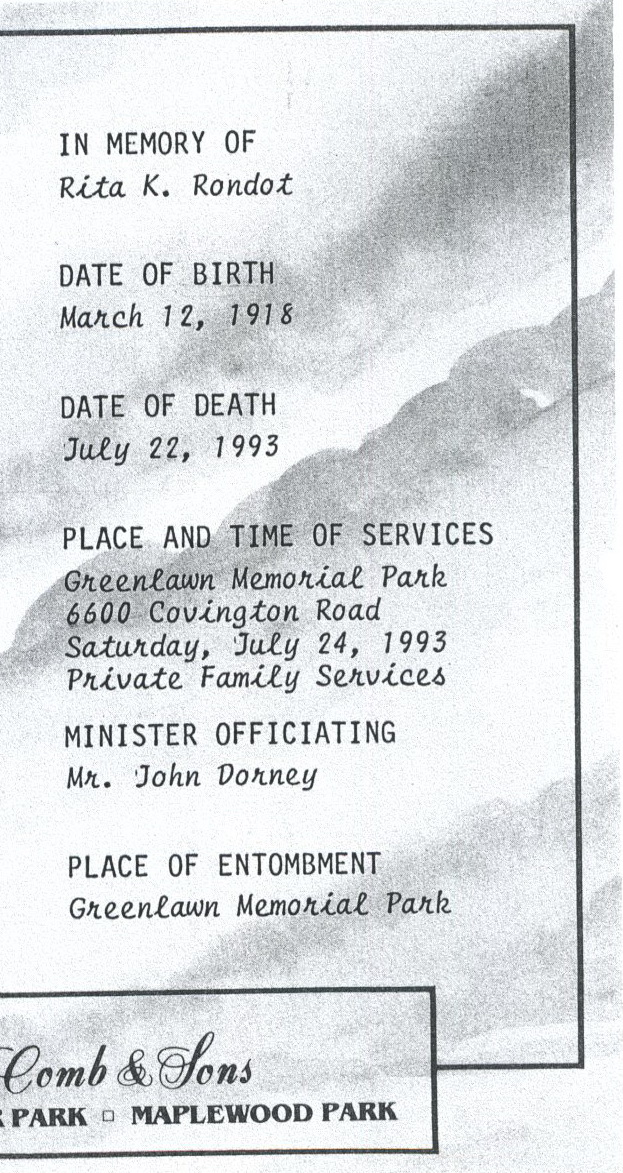 IN MEMORY OF
Rita K. Rondot
DATE OF BIRTH
March 12, 1918
DATE OF DEATH
July 22, 1993
PLACE AND TIME OF SERVICES
Greenlawn Memorial Park
6600 Covington Road
Saturday, July 24, 1993
Private Family Services
MINISTER OFFICIATING
Mr. John Dorney
PLACE OF ENTOMBMENT
Greenlawn Memorial Park
Comb & Sons
PARK □ MAPLEWOOD PARK